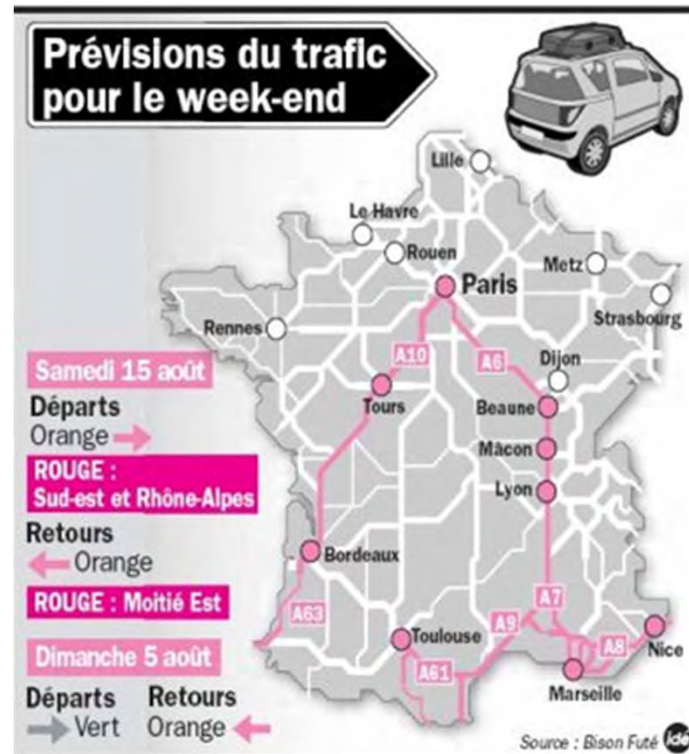 Prévisions du trafic
pour le week-end
Lille
Le Havre
Rouen
Metz
Paris
Strasbourg
Rennes
A10
A6
Dijon
Tours
Beaune
Mâcon
Lyon
Bordeaux
A63
A7
A9
A8
Toulouse
A61
Nice
Marseille
Samedi 15 août
Départs
Orange
ROUGE :
Sud-est et Rhône-Alpes
Retours
Orange
ROUGE : Moitié Est
Dimanche 5 août
Départs Retours
Vert Orange
Source : Bison Futé idé